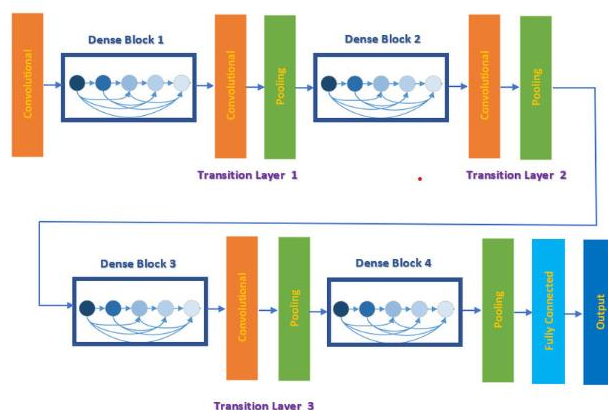 Convolutional
Dense Block 1
Convolutional
Pooling
Transition Layer 1
Dense Block 2
Convolutional
Pooling
Transition Layer 2
Dense Block 3
Convolutional
Pooling
Transition Layer 3
Dense Block 4
Pooling
Fully Connected
Output